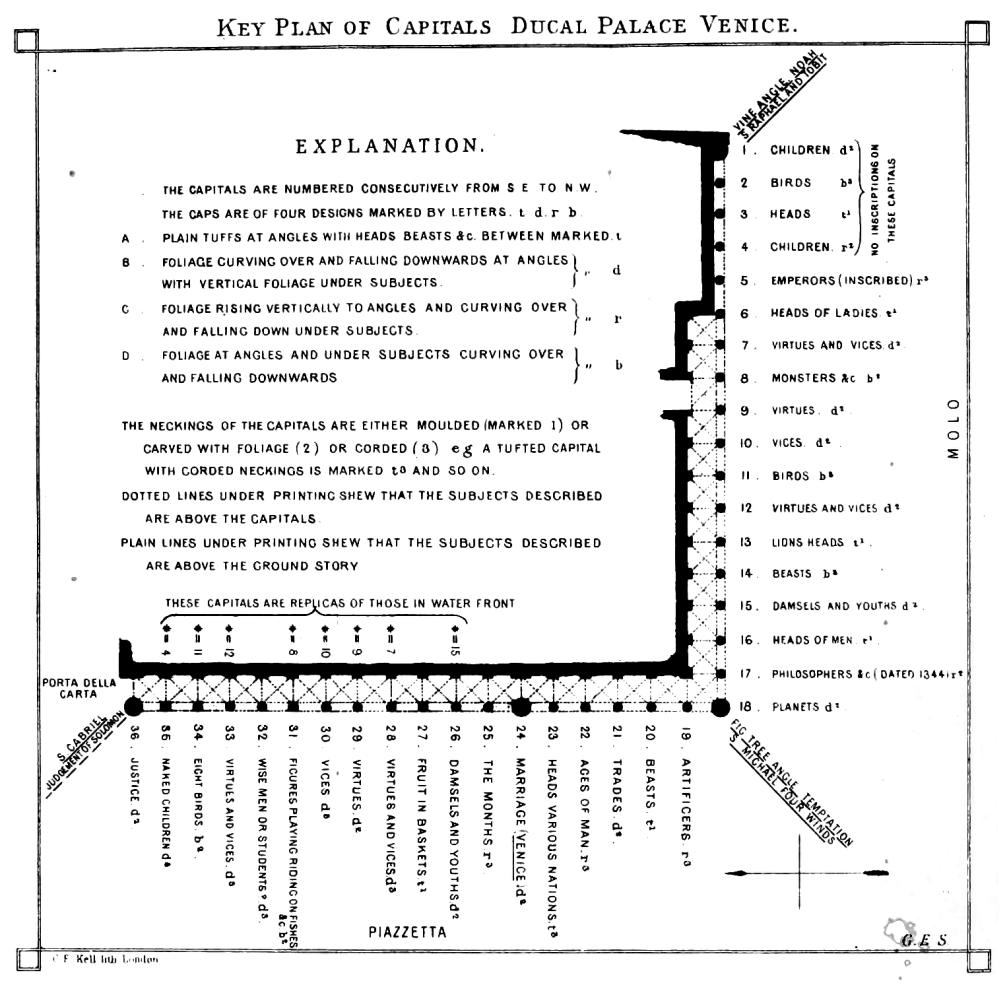 KEY PLAN OF CAPITALS DUCAL PALACE VENICE.
VINE ANGLE NOAH
S RAPHAEL AND TOBIT
EXPLANATION.
THE CAPITALS ARE NUMBERED CONSECUTIVELY FROM S E TO N.W.
THE CAPS ARE OF FOUR DESIGNS MARKED BY LETTERS. t d. r b
A . PLAIN TUFFS AT ANGLES WITH HEADS BEASTS &c. BETWEEN MARKED. t
B . FOLIAGE CURVING OVER AND FALLING DOWNWARDS AT ANGLES
WITH VERTICAL FOLIAGE UNDER SUBJECTS. } " d
C . FOLIAGE RISING VERTICALLY TO ANGLES AND CURVING OVER
AND FALLING DOWN UNDER SUBJECTS. } " r
D . FOLIAGE AT ANGLES AND UNDER SUBJECTS CURVING OVER
AND FALLING DOWNWARDS } " b
THE NECKINGS OF THE CAPITALS ARE EITHER MOULDED (MARKED 1) OR
CARVED WITH FOLIAGE (2) OR CORDED (3) eg A TUFTED CAPITAL
WITH CORDED NECKINGS IS MARKED t³ AND SO ON.
DOTTED LINES UNDER PRINTING SHEW THAT THE SUBJECTS DESCRIBED
ARE ABOVE THE CAPITALS.
PLAIN LINES UNDER PRINTING SHEW THAT THE SUBJECTS DESCRIBED
ARE ABOVE THE GROUND STORY
1 . CHILDREN d²
2 BIRDS b³
3 . HEADS t¹
4 . CHILDREN. r²
NO INSCRIPTIONS ON
THESE CAPITALS
5 . EMPERORS (INSCRIBED) r³
6 . HEADS OF LADIES. t¹
7 . VIRTUES AND VICES. d².
8 . MONSTERS &c b²
9 . VIRTUES. d².
10 . VICES. d² .
11 . BIRDS b³
12 . VIRTUES AND VICES d²
13 LIONS HEADS t¹ .
14 . BEASTS b³
15 . DAMSELS AND YOUTHS d² .
16 . HEADS OF MEN. t¹
17 . PHILOSOPHERS &c (DATED 1344) r²
18 . PLANETS d²
MOLO
THESE CAPITALS ARE REPLICAS OF THOSE IN WATER FRONT
* = 4
* = 11
* = 12
* = 8
* = 10
* = 9
* = 7
* = 15
PORTA DELLA
CARTA
S. GABRIEL
JUDGEMENT OF SOLOMON
36 . JUSTICE. d²
35 . NAKED CHILDREN d³
34 . EIGHT BIRDS. b².
33 . VIRTUES AND VICES. d³
32 . WISE MEN OR STUDENTS ? d³.
31 . FIGURES PLAYING RIDING ON FISHES
&c b²
30 . VICES d³
29 . VIRTUES. d²
28 . VIRTUES AND VICES. d³
27 . FRUIT IN BASKETS. t¹
26 . DAMSELS AND YOUTHS d²
25 . THE MONTHS. r³.
24 . MARRIAGE (VENICE) d²
23 . HEADS VARIOUS NATIONS. t³
22 . AGES OF MAN. r³
21 . TRADES. d².
20 . BEASTS. t¹
19 . ARTIFICERS. r³
FIG TREE ANGLE TEMPTATION
S MICHAEL FOUR WINDS
PIAZZETTA
G.E S
C F Kell lith London